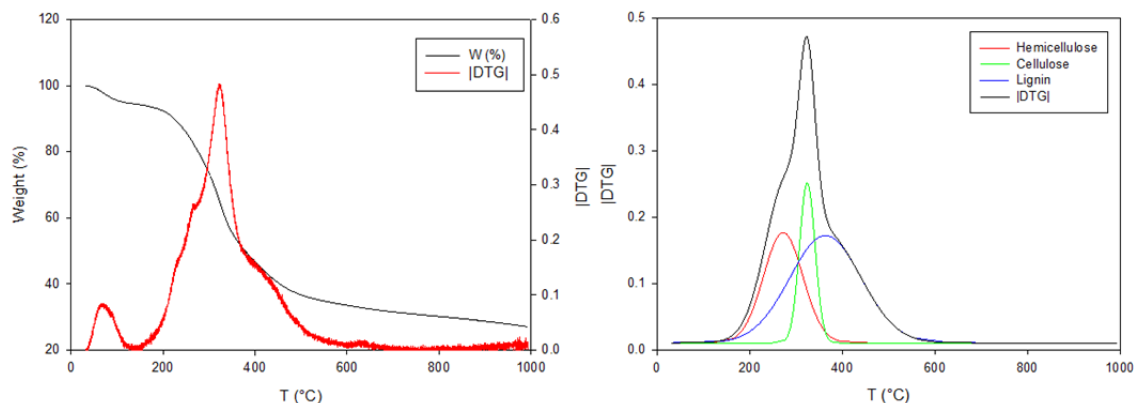 120
100
80
60
40
20
Weight (%)
0
200
400
600
800
1000
T (°C)
0.6
0.5
0.4
0.3
0.2
0.1
0.0
|DTG|
W (%)
|DTG|
|DTG|
0.5
0.4
0.3
0.2
0.1
0.0
0
200
400
600
800
1000
T (°C)
Hemicellulose
Cellulose
Lignin
|DTG|